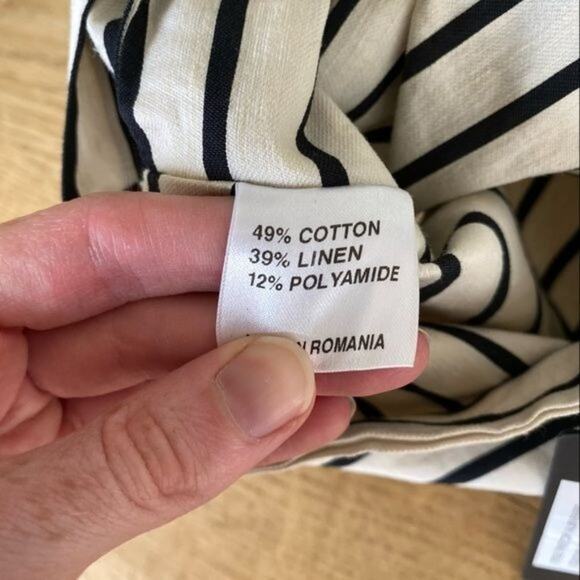 49% COTTON
39% LINEN
12% POLYAMIDE
ROMANIA